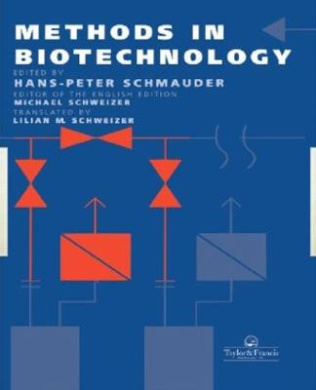 METHODS IN
BIOTECHNOLOGY
EDITED BY
HANS-PETER SCHMAUDER
EDITOR OF THE ENGLISH EDITION
MICHAEL SCHWEIZER
TRANSLATED BY
LILIAN M. SCHWEIZER
Taylor & Francis